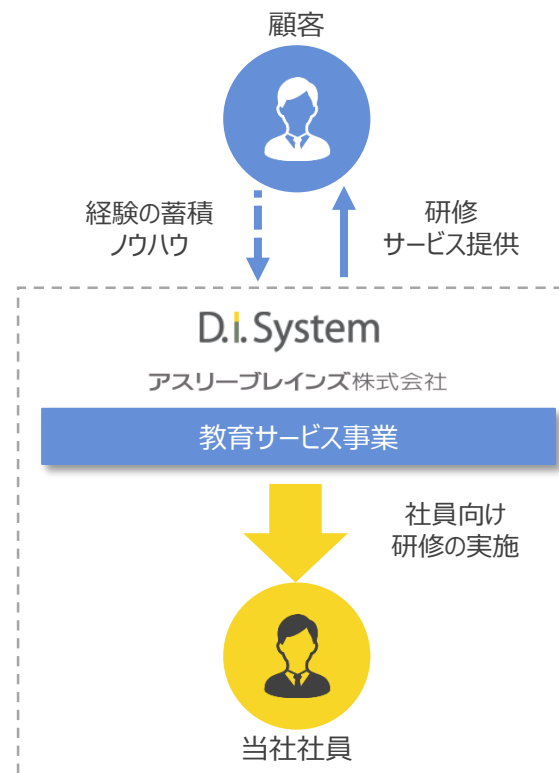 顧客
経験の蓄積
ノウハウ
研修
サービス提供
D.i.System
アスリーブレインズ株式会社
教育サービス事業
社員向け
研修の実施
当社社員